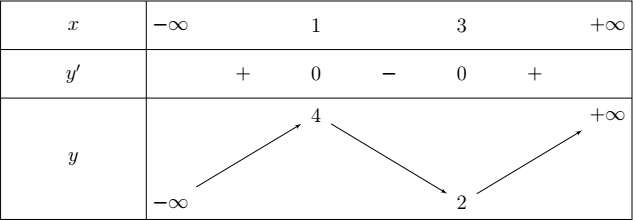 x −∞ 1 3 +∞
y′ + 0 − 0 +
4 +∞
y
−∞ 2